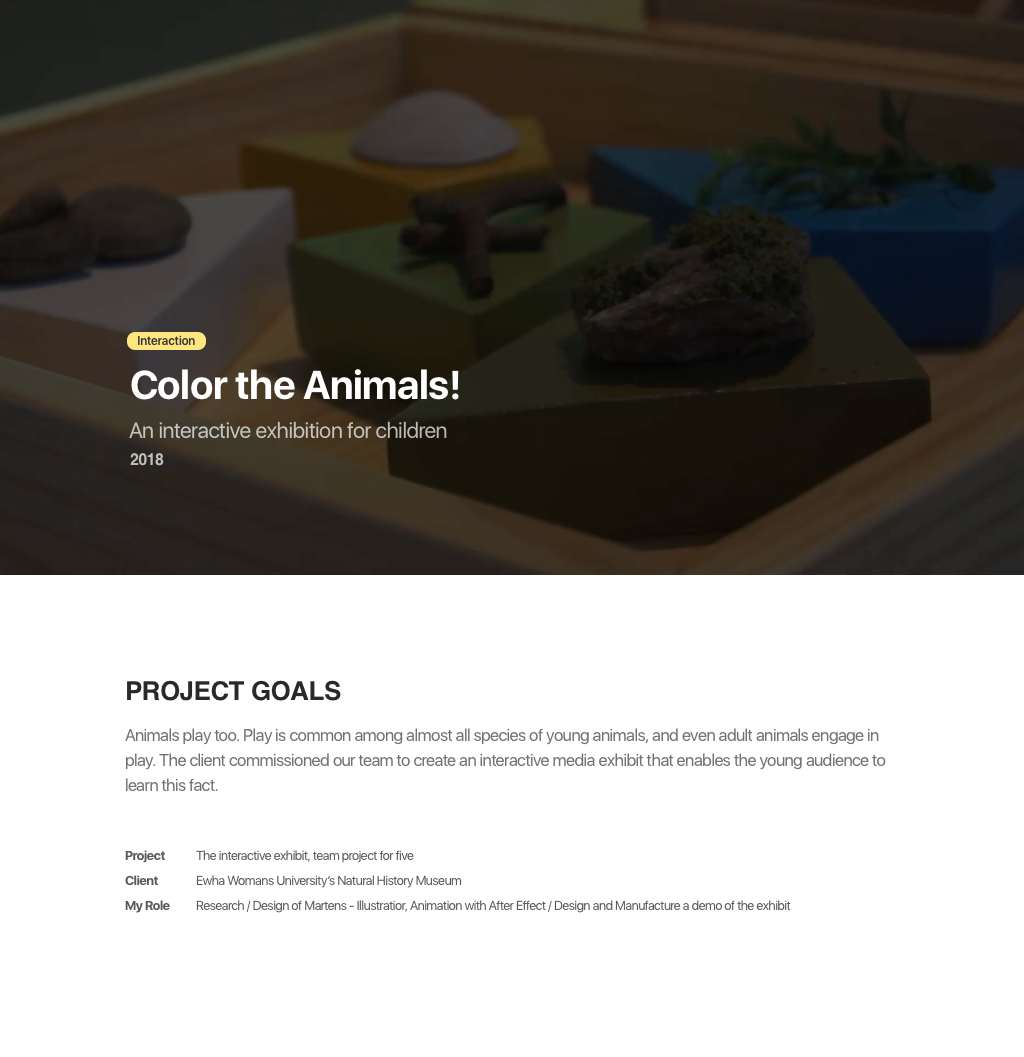 Interaction
Color the Animals!
An interactive exhibition for children
2018
PROJECT GOALS
Animals play too. Play is common among almost all species of young animals, and even adult animals engage in
play. The client commissioned our team to create an interactive media exhibit that enables the young audience to
learn this fact.
Project The interactive exhibit, team project for five
Client Ewha Womans University’s Natural History Museum
My Role Research / Design of Martens - Illustratior, Animation with After Effect / Design and Manufacture a demo of the exhibit